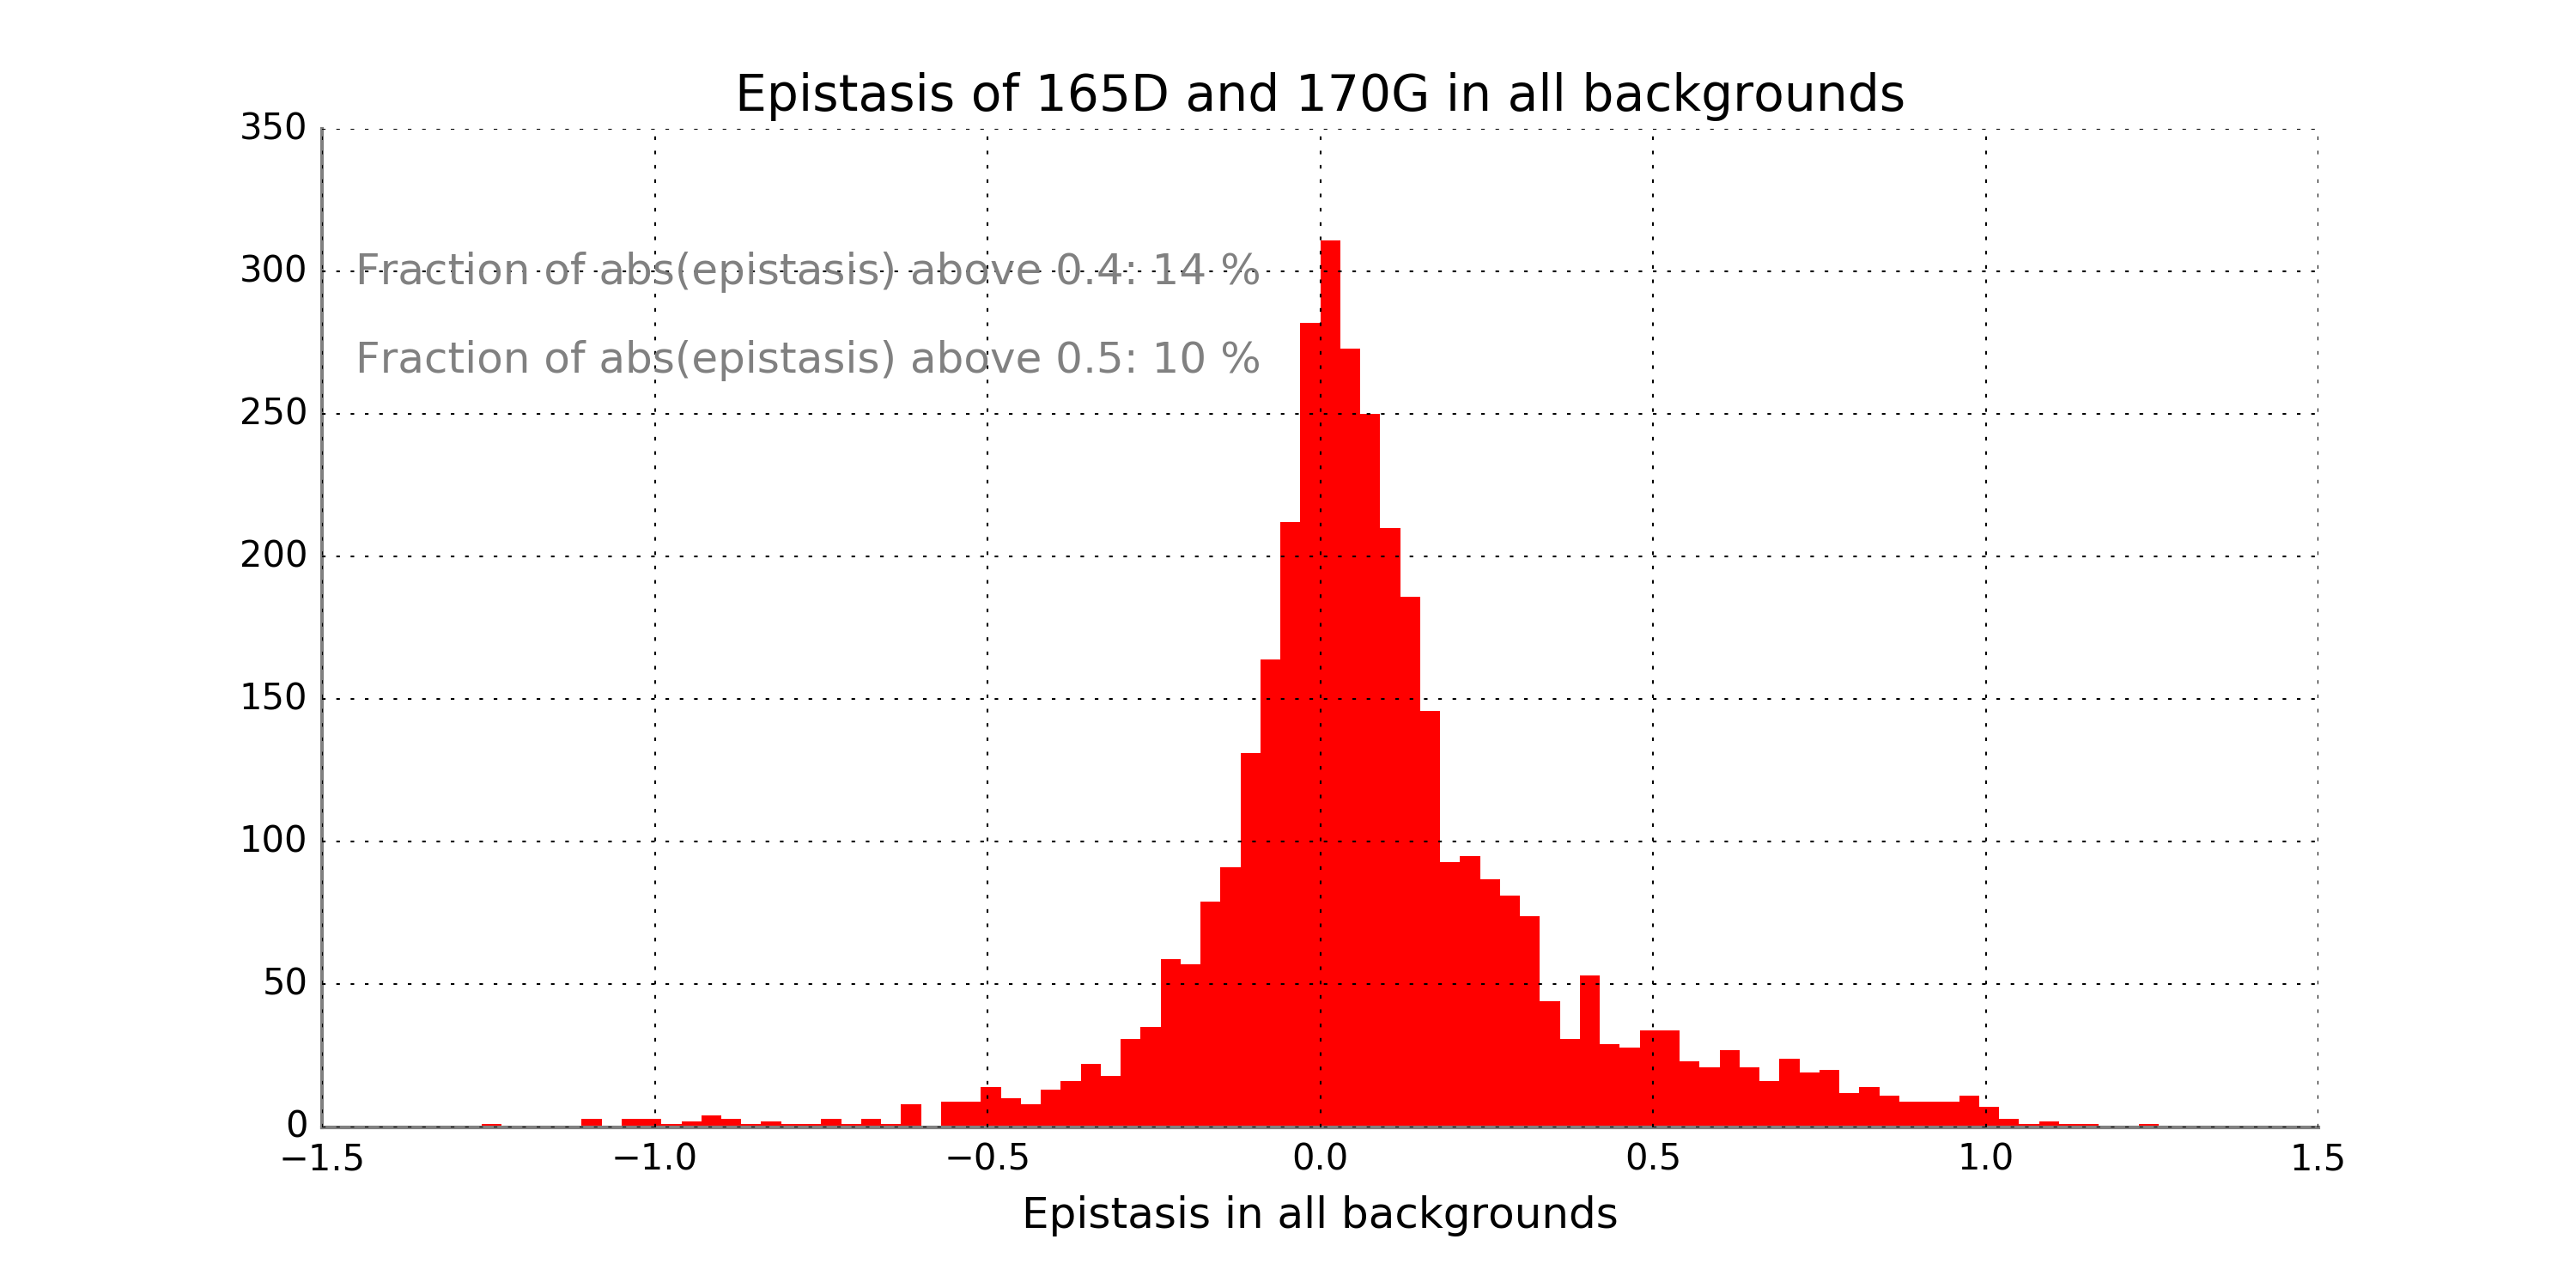 Epistasis of 165D and 170G in all backgrounds
350
300
Fraction of abs(epistasis) above 0.4: 14 %
Fraction of abs(epistasis) above 0.5: 10 %
250
200
150
100
50
0
−1.5 −1.0 −0.5 0.0 0.5 1.0 1.5
Epistasis in all backgrounds